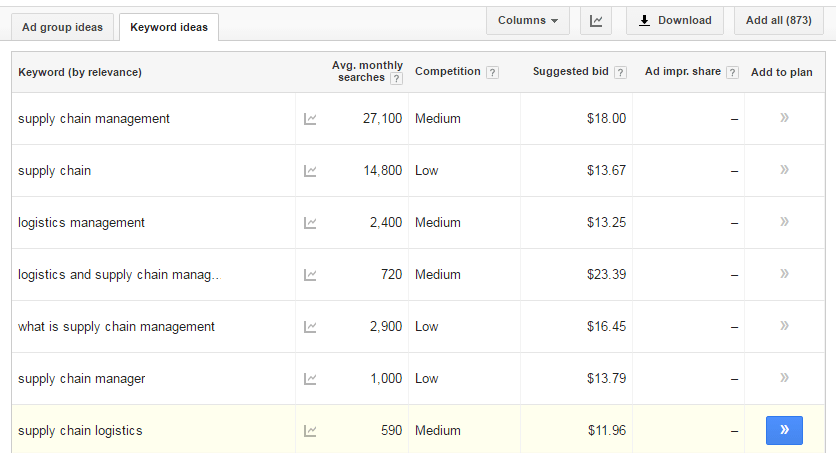 Ad group ideas Keyword ideas Columns Download Add all (873)
Keyword (by relevance) Avg. monthly searches ? Competition ? Suggested bid ? Ad impr. share ? Add to plan
supply chain management 27,100 Medium $18.00 – »
supply chain 14,800 Low $13.67 – »
logistics management 2,400 Medium $13.25 – »
logistics and supply chain manag... 720 Medium $23.39 – »
what is supply chain management 2,900 Low $16.45 – »
supply chain manager 1,000 Low $13.79 – »
supply chain logistics 590 Medium $11.96 – »